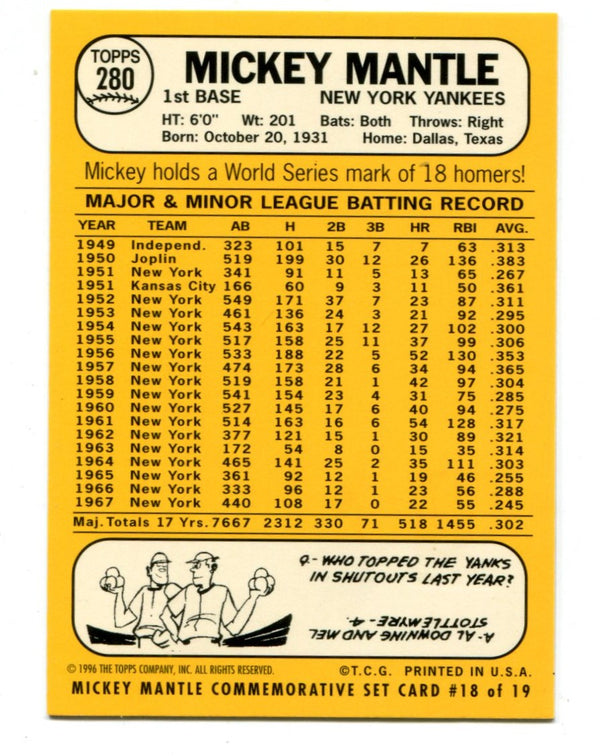 TOPPS
280
MICKEY MANTLE
1st BASE NEW YORK YANKEES
HT: 6'0" Wt: 201 Bats: Both Throws: Right
Born: October 20, 1931 Home: Dallas, Texas
Mickey holds a World Series mark of 18 homers!
MAJOR & MINOR LEAGUE BATTING RECORD
YEAR TEAM AB H 2B 3B HR RBI AVG.
1949 Independ. 323 101 15 7 7 63 .313
1950 Joplin 519 199 30 12 26 136 .383
1951 New York 341 91 11 5 13 65 .267
1951 Kansas City 166 60 9 3 11 50 .361
1952 New York 549 171 37 7 23 87 .311
1953 New York 461 136 24 3 21 92 .295
1954 New York 543 163 17 12 27 102 .300
1955 New York 517 158 25 11 37 99 .306
1956 New York 533 188 22 5 52 130 .353
1957 New York 474 173 28 6 34 94 .365
1958 New York 519 158 21 1 42 97 .304
1959 New York 541 154 23 4 31 75 .285
1960 New York 527 145 17 6 40 94 .275
1961 New York 514 163 16 6 54 128 .317
1962 New York 377 121 15 1 30 89 .321
1963 New York 172 54 8 0 15 35 .314
1964 New York 465 141 25 2 35 111 .303
1965 New York 361 92 12 1 19 46 .255
1966 New York 333 96 12 1 23 56 .288
1967 New York 440 108 17 0 22 55 .245
Maj. Totals 17 Yrs. 7667 2312 330 71 518 1455 .302
Q- WHO TOPPED THE YANKS
IN SHUTOUTS LAST YEAR?
A- AL DOWNING AND MEL
STOTTLEMYRE - 4.
© 1996 THE TOPPS COMPANY, INC. ALL RIGHTS RESERVED. ©T.C.G. PRINTED IN U.S.A.
MICKEY MANTLE COMMEMORATIVE SET CARD #18 of 19